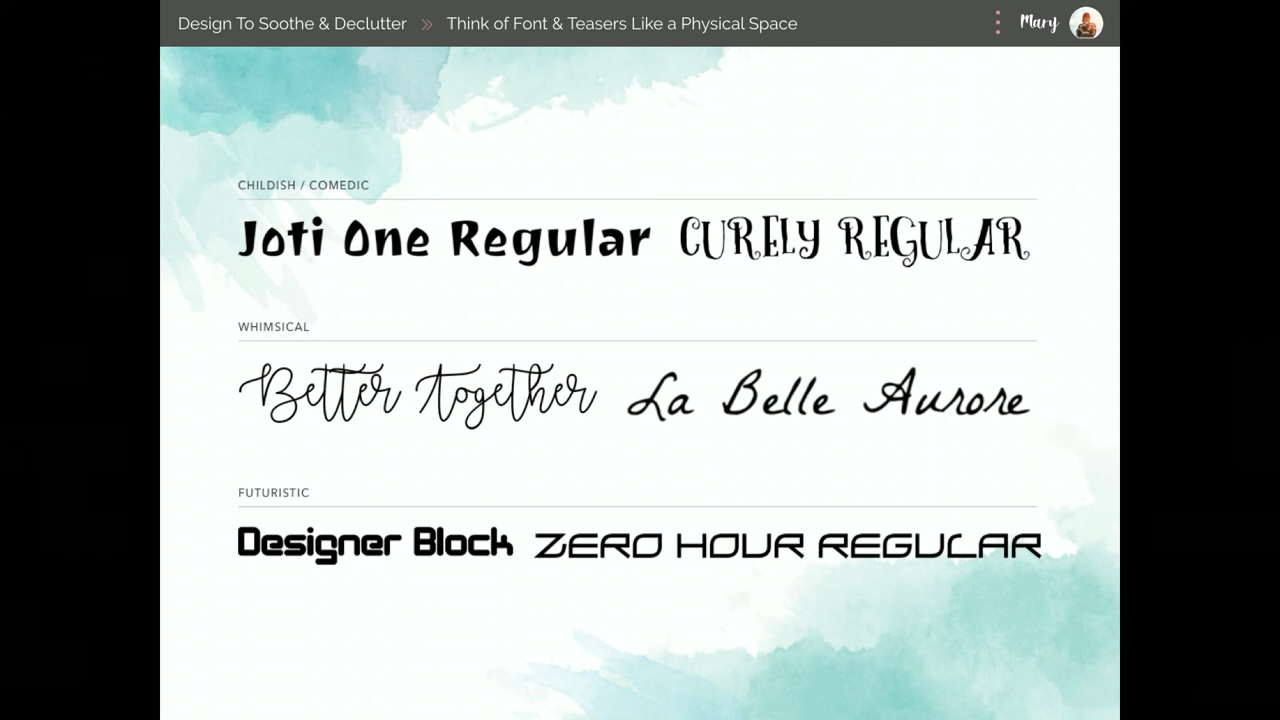 Design To Soothe & Declutter » Think of Font & Teasers Like a Physical Space
Mary
CHILDISH / COMEDIC
Joti One Regular CURELY REGULAR
WHIMSICAL
Better Together La Belle Aurore
FUTURISTIC
Designer Block ZERO HOUR REGULAR